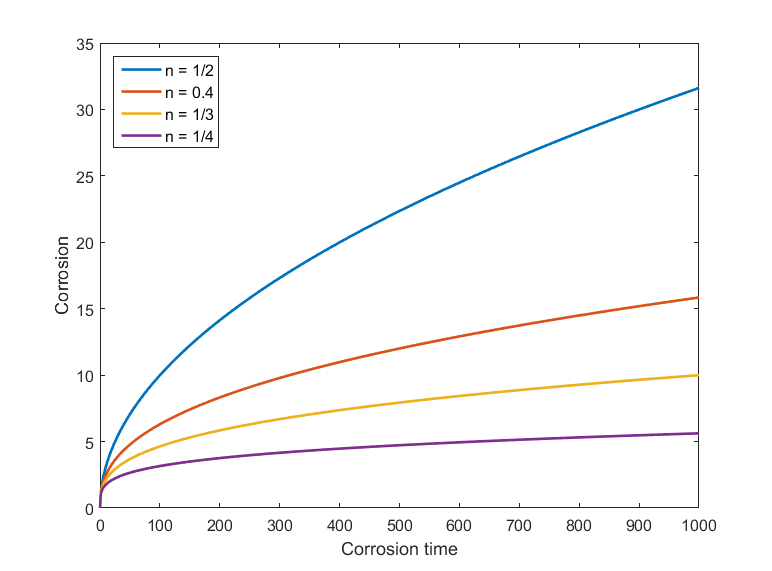 35
30
25
20
15
10
5
0
n = 1/2
n = 0.4
n = 1/3
n = 1/4
Corrosion
0 100 200 300 400 500 600 700 800 900 1000
Corrosion time